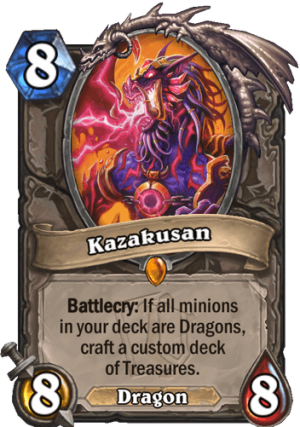 8
Kazakusan
Battlecry: If all minions
in your deck are Dragons,
craft a custom deck
of Treasures.
8
Dragon
8